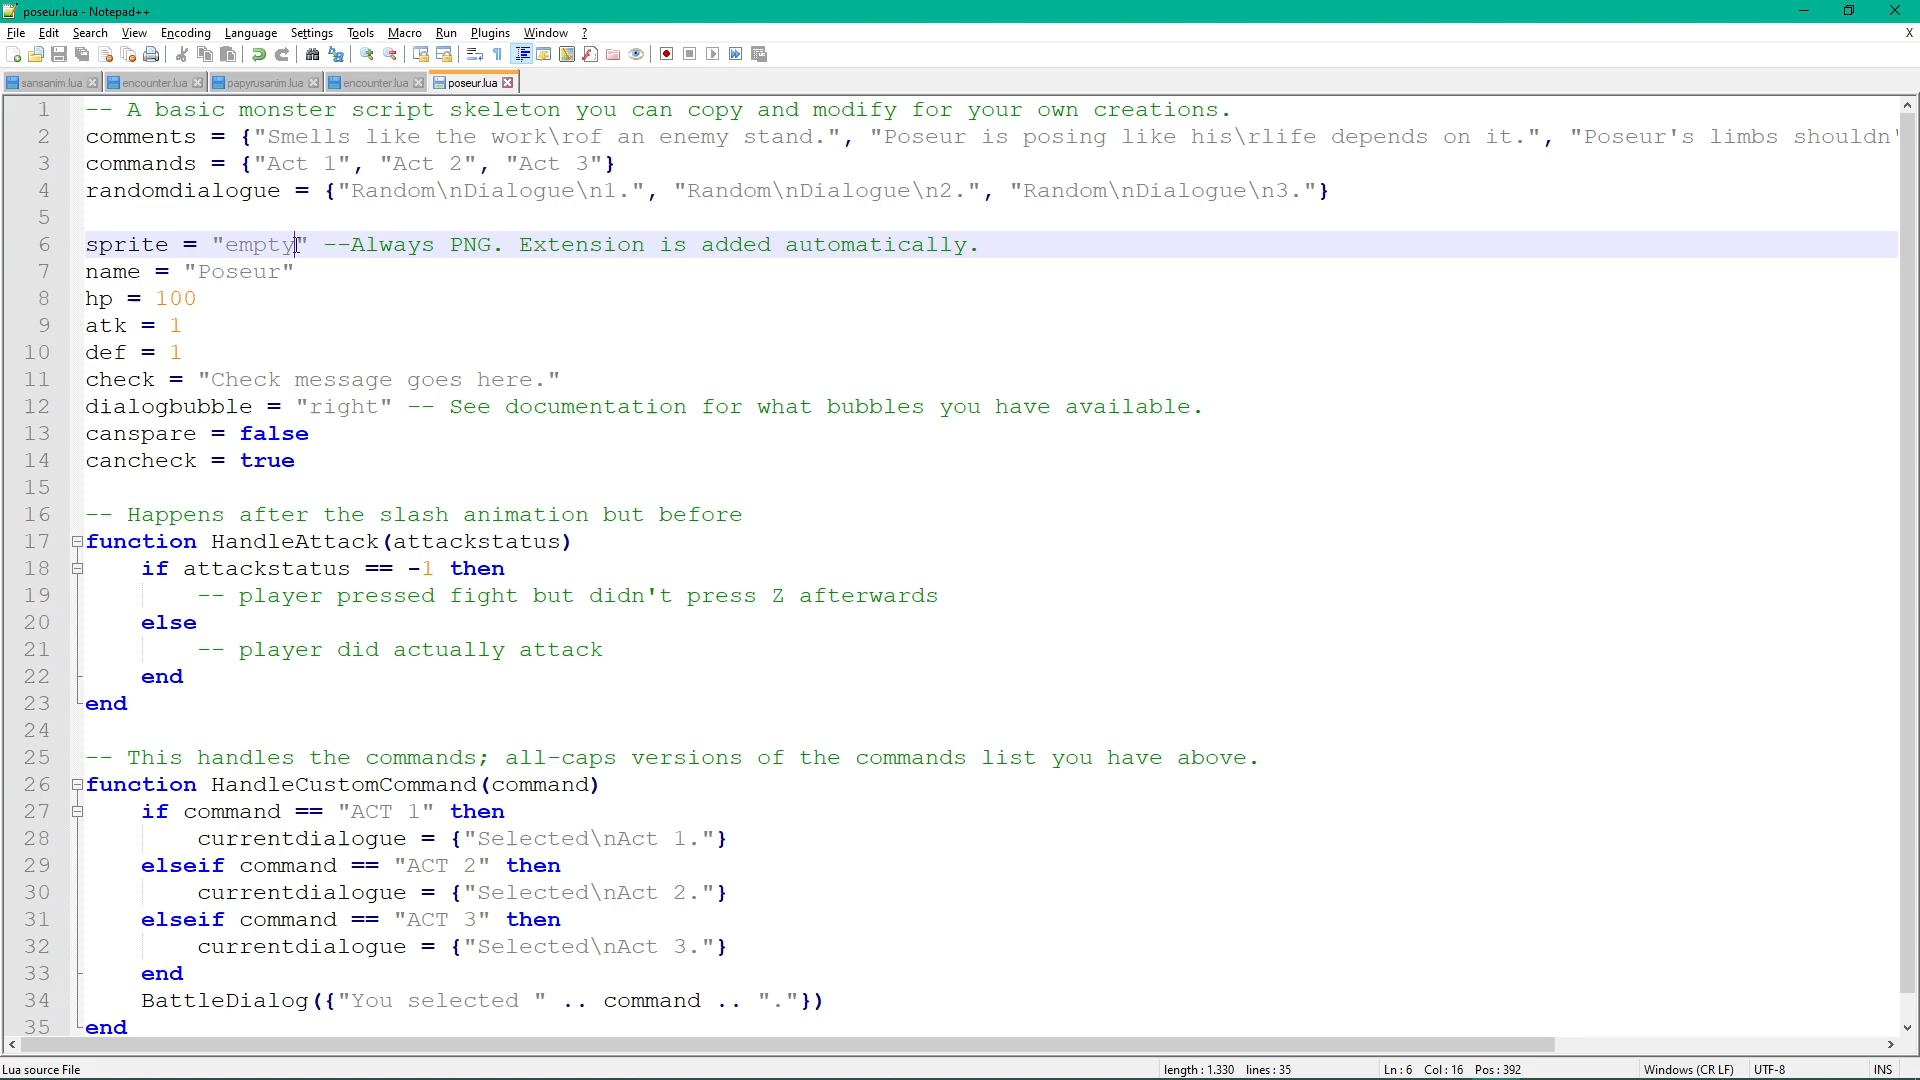 poseur.lua - Notepad++
File Edit Search View Encoding Language Settings Tools Macro Run Plugins Window ? X
sansanim.lua encounter.lua papyrusanim.lua encounter.lua poseur.lua
1 -- A basic monster script skeleton you can copy and modify for your own creations.
2 comments = {"Smells like the work\rof an enemy stand.", "Poseur is posing like his\rlife depends on it.", "Poseur's limbs shouldn'
3 commands = {"Act 1", "Act 2", "Act 3"}
4 randomdialogue = {"Random\nDialogue\n1.", "Random\nDialogue\n2.", "Random\nDialogue\n3."}
5
6 sprite = "empty" --Always PNG. Extension is added automatically.
7 name = "Poseur"
8 hp = 100
9 atk = 1
10 def = 1
11 check = "Check message goes here."
12 dialogbubble = "right" -- See documentation for what bubbles you have available.
13 canspare = false
14 cancheck = true
15
16 -- Happens after the slash animation but before
17 function HandleAttack(attackstatus)
18 if attackstatus == -1 then
19 -- player pressed fight but didn't press Z afterwards
20 else
21 -- player did actually attack
22 end
23 end
24
25 -- This handles the commands; all-caps versions of the commands list you have above.
26 function HandleCustomCommand(command)
27 if command == "ACT 1" then
28 currentdialogue = {"Selected\nAct 1."}
29 elseif command == "ACT 2" then
30 currentdialogue = {"Selected\nAct 2."}
31 elseif command == "ACT 3" then
32 currentdialogue = {"Selected\nAct 3."}
33 end
34 BattleDialog({"You selected " .. command .. "."})
35 end
Lua source File length : 1.330 lines : 35 Ln : 6 Col : 16 Pos : 392 Windows (CR LF) UTF-8 INS